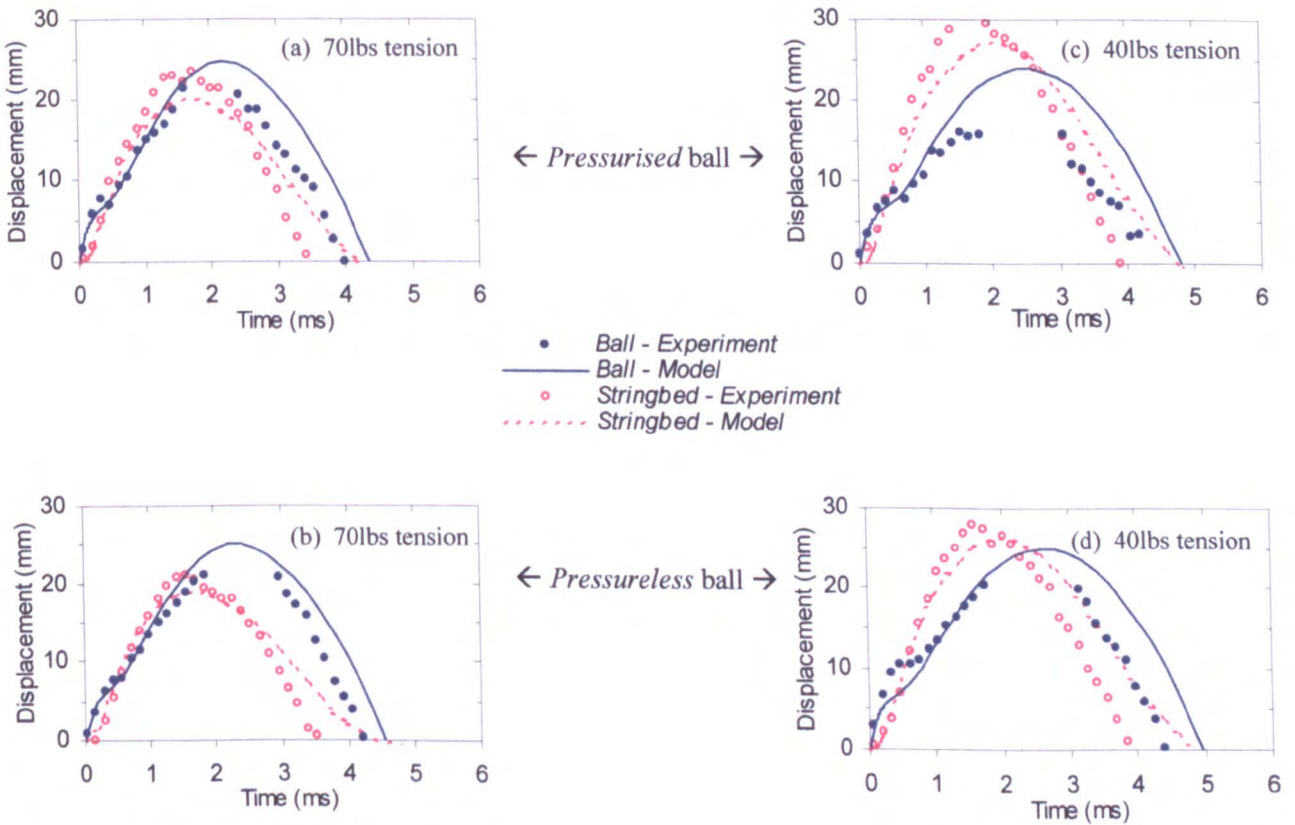 30
20
10
0
Displacement (mm)
(a) 70lbs tension
0 1 2 3 4 5 6
Time (ms)
← Pressurised ball →
30
20
10
0
Displacement (mm)
(c) 40lbs tension
0 1 2 3 4 5 6
Time (ms)
Ball - Experiment
Ball - Model
Stringbed - Experiment
Stringbed - Model
30
20
10
0
Displacement (mm)
(b) 70lbs tension
0 1 2 3 4 5 6
Time (ms)
← Pressureless ball →
30
20
10
0
Displacement (mm)
(d) 40lbs tension
0 1 2 3 4 5 6
Time (ms)